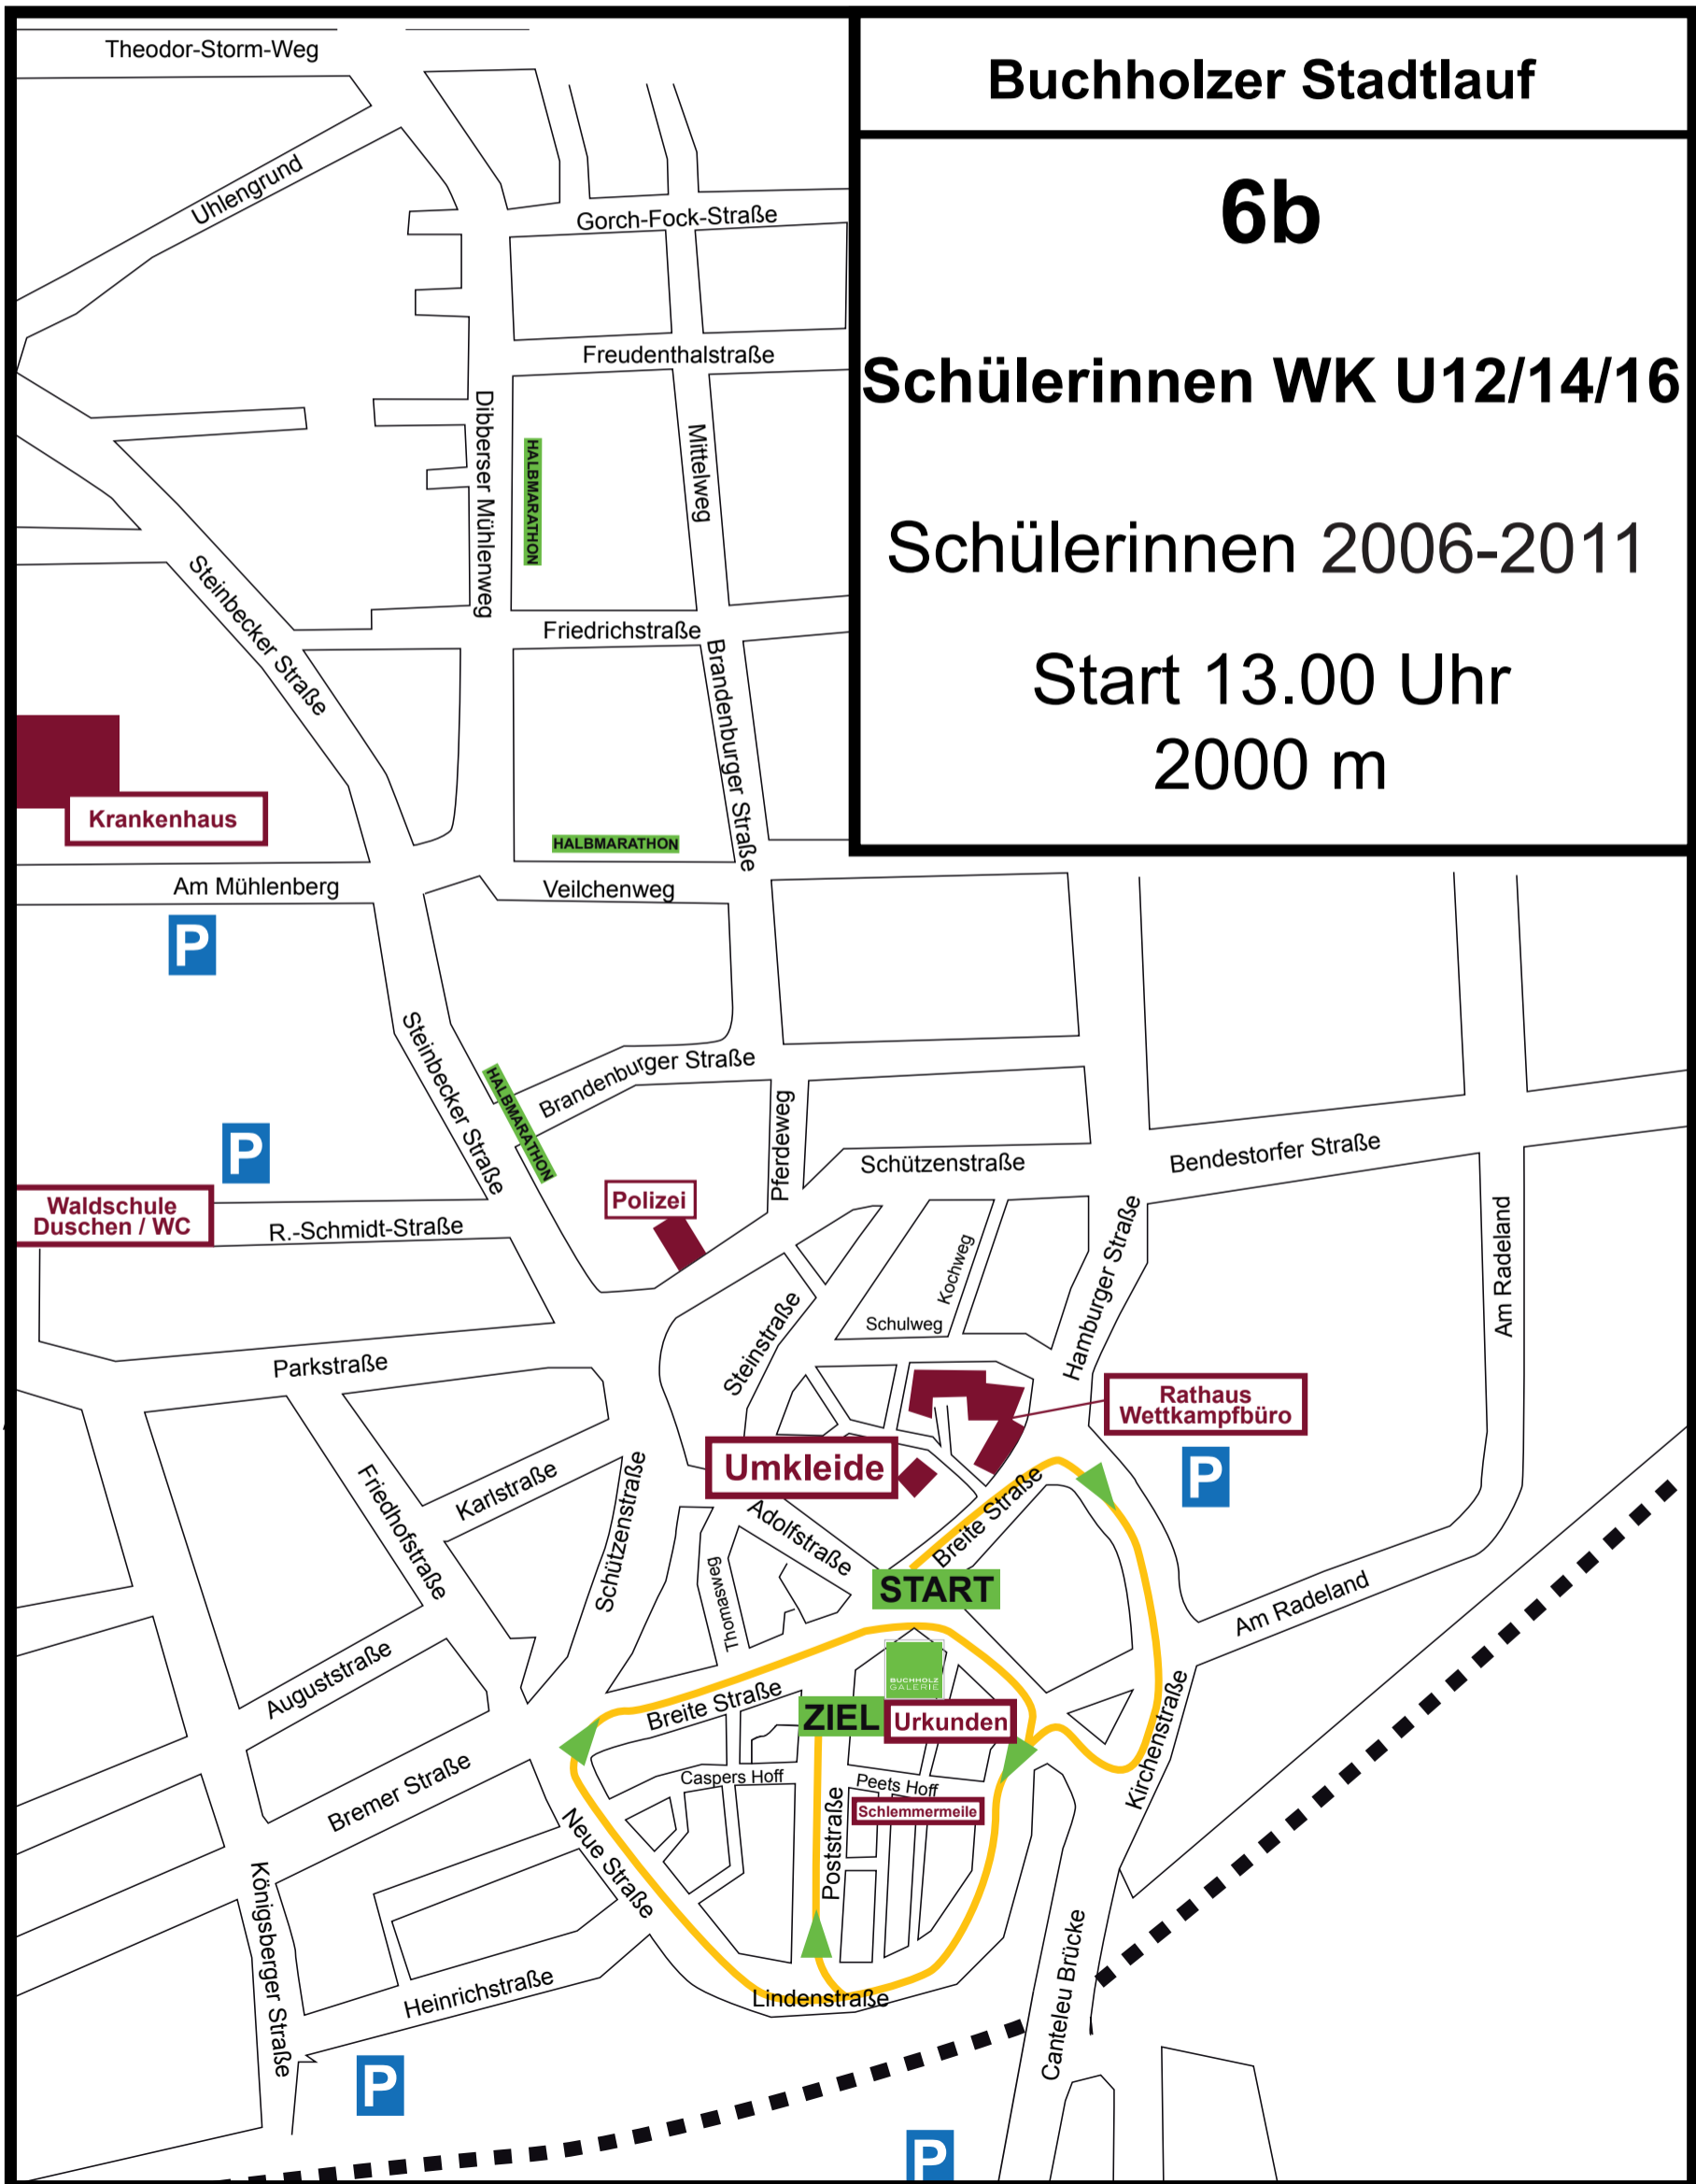 Theodor-Storm-Weg
Buchholzer Stadtlauf
6b
Schülerinnen WK U12/14/16
Schülerinnen 2006-2011
Start 13.00 Uhr
2000 m
Uhlengrund
Gorch-Fock-Straße
Freudenthalstraße
Dibberser Mühlenweg
HALBMARATHON
Mittelweg
Steinbecker Straße
Friedrichstraße
Brandenburger Straße
Krankenhaus
HALBMARATHON
Am Mühlenberg
Veilchenweg
P
Steinbecker Straße
HALBMARATHON
Brandenburger Straße
Pferdeweg
P
Schützenstraße
Bendestorfer Straße
Waldschule
Duschen / WC
R.-Schmidt-Straße
Polizei
Kochweg
Schulweg
Hamburger Straße
Am Radeland
Steinstraße
Parkstraße
Rathaus
Wettkampfbüro
Umkleide
P
Friedhofstraße
Karlstraße
Schützenstraße
Adolfstraße
Breite Straße
Thomasweg
START
Am Radeland
Auguststraße
BUCHHOLZ
GALERIE
Breite Straße
ZIEL
Urkunden
Kirchenstraße
Bremer Straße
Caspers Hoff
Peets Hoff
Schlemmermeile
Neue Straße
Poststraße
Königsberger Straße
Heinrichstraße
Lindenstraße
Canteleu Brücke
P
P